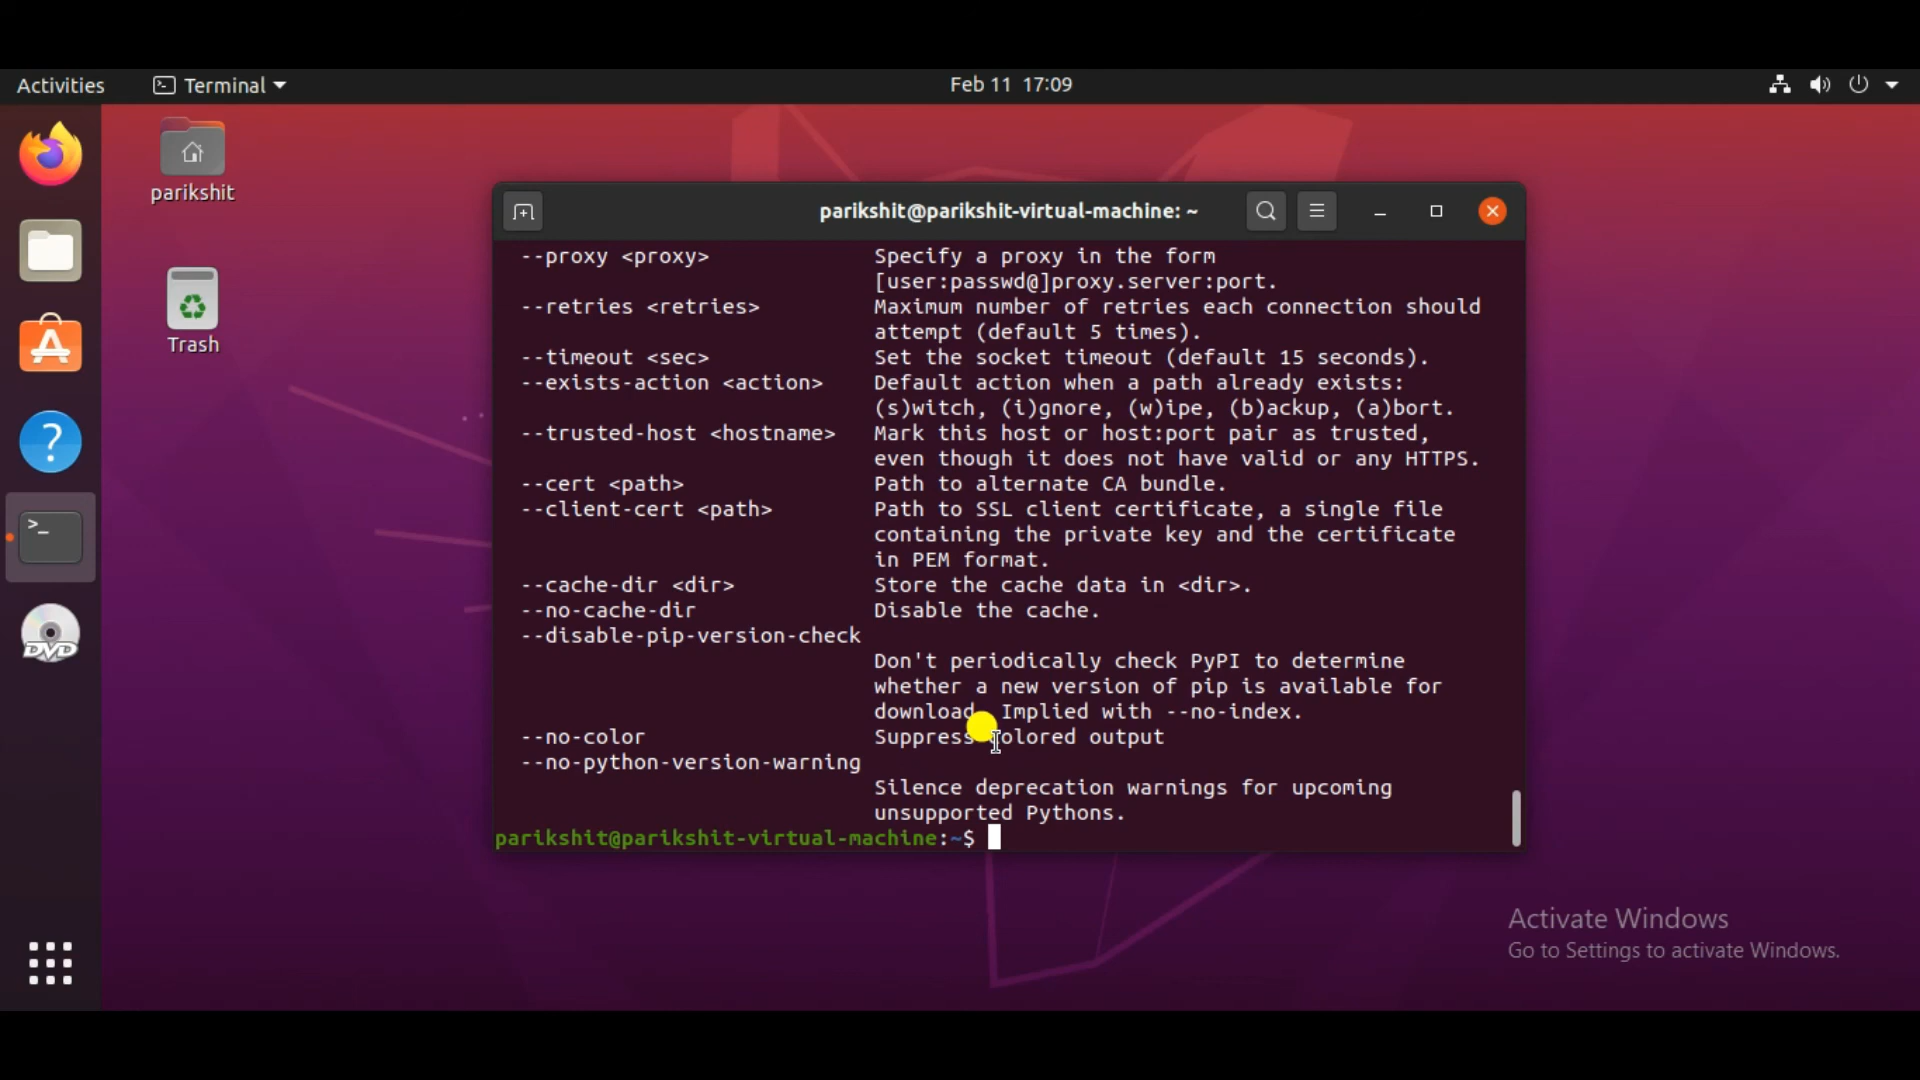 Activities
Terminal
Feb 11 17:09
parikshit
Trash
parikshit@parikshit-virtual-machine: ~
--proxy <proxy> Specify a proxy in the form
[user:passwd@]proxy.server:port.
--retries <retries> Maximum number of retries each connection should
attempt (default 5 times).
--timeout <sec> Set the socket timeout (default 15 seconds).
--exists-action <action> Default action when a path already exists:
(s)witch, (i)gnore, (w)ipe, (b)ackup, (a)bort.
--trusted-host <hostname> Mark this host or host:port pair as trusted,
even though it does not have valid or any HTTPS.
--cert <path> Path to alternate CA bundle.
--client-cert <path> Path to SSL client certificate, a single file
containing the private key and the certificate
in PEM format.
--cache-dir <dir> Store the cache data in <dir>.
--no-cache-dir Disable the cache.
--disable-pip-version-check
Don't periodically check PyPI to determine
whether a new version of pip is available for
download. Implied with --no-index.
--no-color Suppress colored output
--no-python-version-warning
Silence deprecation warnings for upcoming
unsupported Pythons.
parikshit@parikshit-virtual-machine:~$
DVD
Activate Windows
Go to Settings to activate Windows.